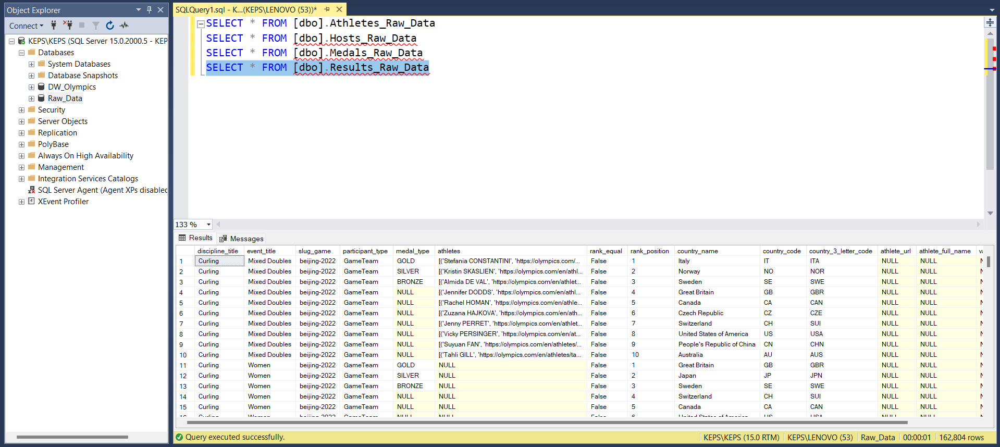 Object Explorer
Connect
KEPS\KEPS (SQL Server 15.0.2000.5 - KEP
Databases
System Databases
Database Snapshots
DW_Olympics
Raw_Data
Security
Server Objects
Replication
PolyBase
Always On High Availability
Management
Integration Services Catalogs
SQL Server Agent (Agent XPs disabled
XEvent Profiler
SQLQuery1.sql - K...(KEPS\LENOVO (53))*
SELECT * FROM [dbo].Athletes_Raw_Data
SELECT * FROM [dbo].Hosts_Raw_Data
SELECT * FROM [dbo].Medals_Raw_Data
SELECT * FROM [dbo].Results_Raw_Data
133 %
Results Messages
discipline_title event_title slug_game participant_type medal_type athletes rank_equal rank_position country_name country_code country_3_letter_code athlete_url athlete_full_name
1 Curling Mixed Doubles beijing-2022 GameTeam GOLD [('Stefania CONSTANTINI', 'https://olympics.com/... False 1 Italy IT ITA NULL NULL
2 Curling Mixed Doubles beijing-2022 GameTeam SILVER [('Kristin SKASLIEN', 'https://olympics.com/en/athl... False 2 Norway NO NOR NULL NULL
3 Curling Mixed Doubles beijing-2022 GameTeam BRONZE [('Almida DE VAL', 'https://olympics.com/en/athlet... False 3 Sweden SE SWE NULL NULL
4 Curling Mixed Doubles beijing-2022 GameTeam NULL [('Jennifer DODDS', 'https://olympics.com/en/athl... False 4 Great Britain GB GBR NULL NULL
5 Curling Mixed Doubles beijing-2022 GameTeam NULL [('Rachel HOMAN', 'https://olympics.com/en/athle... False 5 Canada CA CAN NULL NULL
6 Curling Mixed Doubles beijing-2022 GameTeam NULL [('Zuzana HAJKOVA', 'https://olympics.com/en/ath... False 6 Czech Republic CZ CZE NULL NULL
7 Curling Mixed Doubles beijing-2022 GameTeam NULL [('Jenny PERRET', 'https://olympics.com/en/athlet... False 7 Switzerland CH SUI NULL NULL
8 Curling Mixed Doubles beijing-2022 GameTeam NULL [('Vicky PERSINGER', 'https://olympics.com/en/at... False 8 United States of America US USA NULL NULL
9 Curling Mixed Doubles beijing-2022 GameTeam NULL [('Suyuan FAN', 'https://olympics.com/en/athletes/... False 9 People's Republic of China CN CHN NULL NULL
10 Curling Mixed Doubles beijing-2022 GameTeam NULL [('Tahli GILL', 'https://olympics.com/en/athletes/ta... False 10 Australia AU AUS NULL NULL
11 Curling Women beijing-2022 GameTeam GOLD NULL False 1 Great Britain GB GBR NULL NULL
12 Curling Women beijing-2022 GameTeam SILVER NULL False 2 Japan JP JPN NULL NULL
13 Curling Women beijing-2022 GameTeam BRONZE NULL False 3 Sweden SE SWE NULL NULL
14 Curling Women beijing-2022 GameTeam NULL NULL False 4 Switzerland CH SUI NULL NULL
15 Curling Women beijing-2022 GameTeam NULL NULL False 5 Canada CA CAN NULL NULL
Query executed successfully. KEPS\KEPS (15.0 RTM) KEPS\LENOVO (53) Raw_Data 00:00:01 162,804 rows